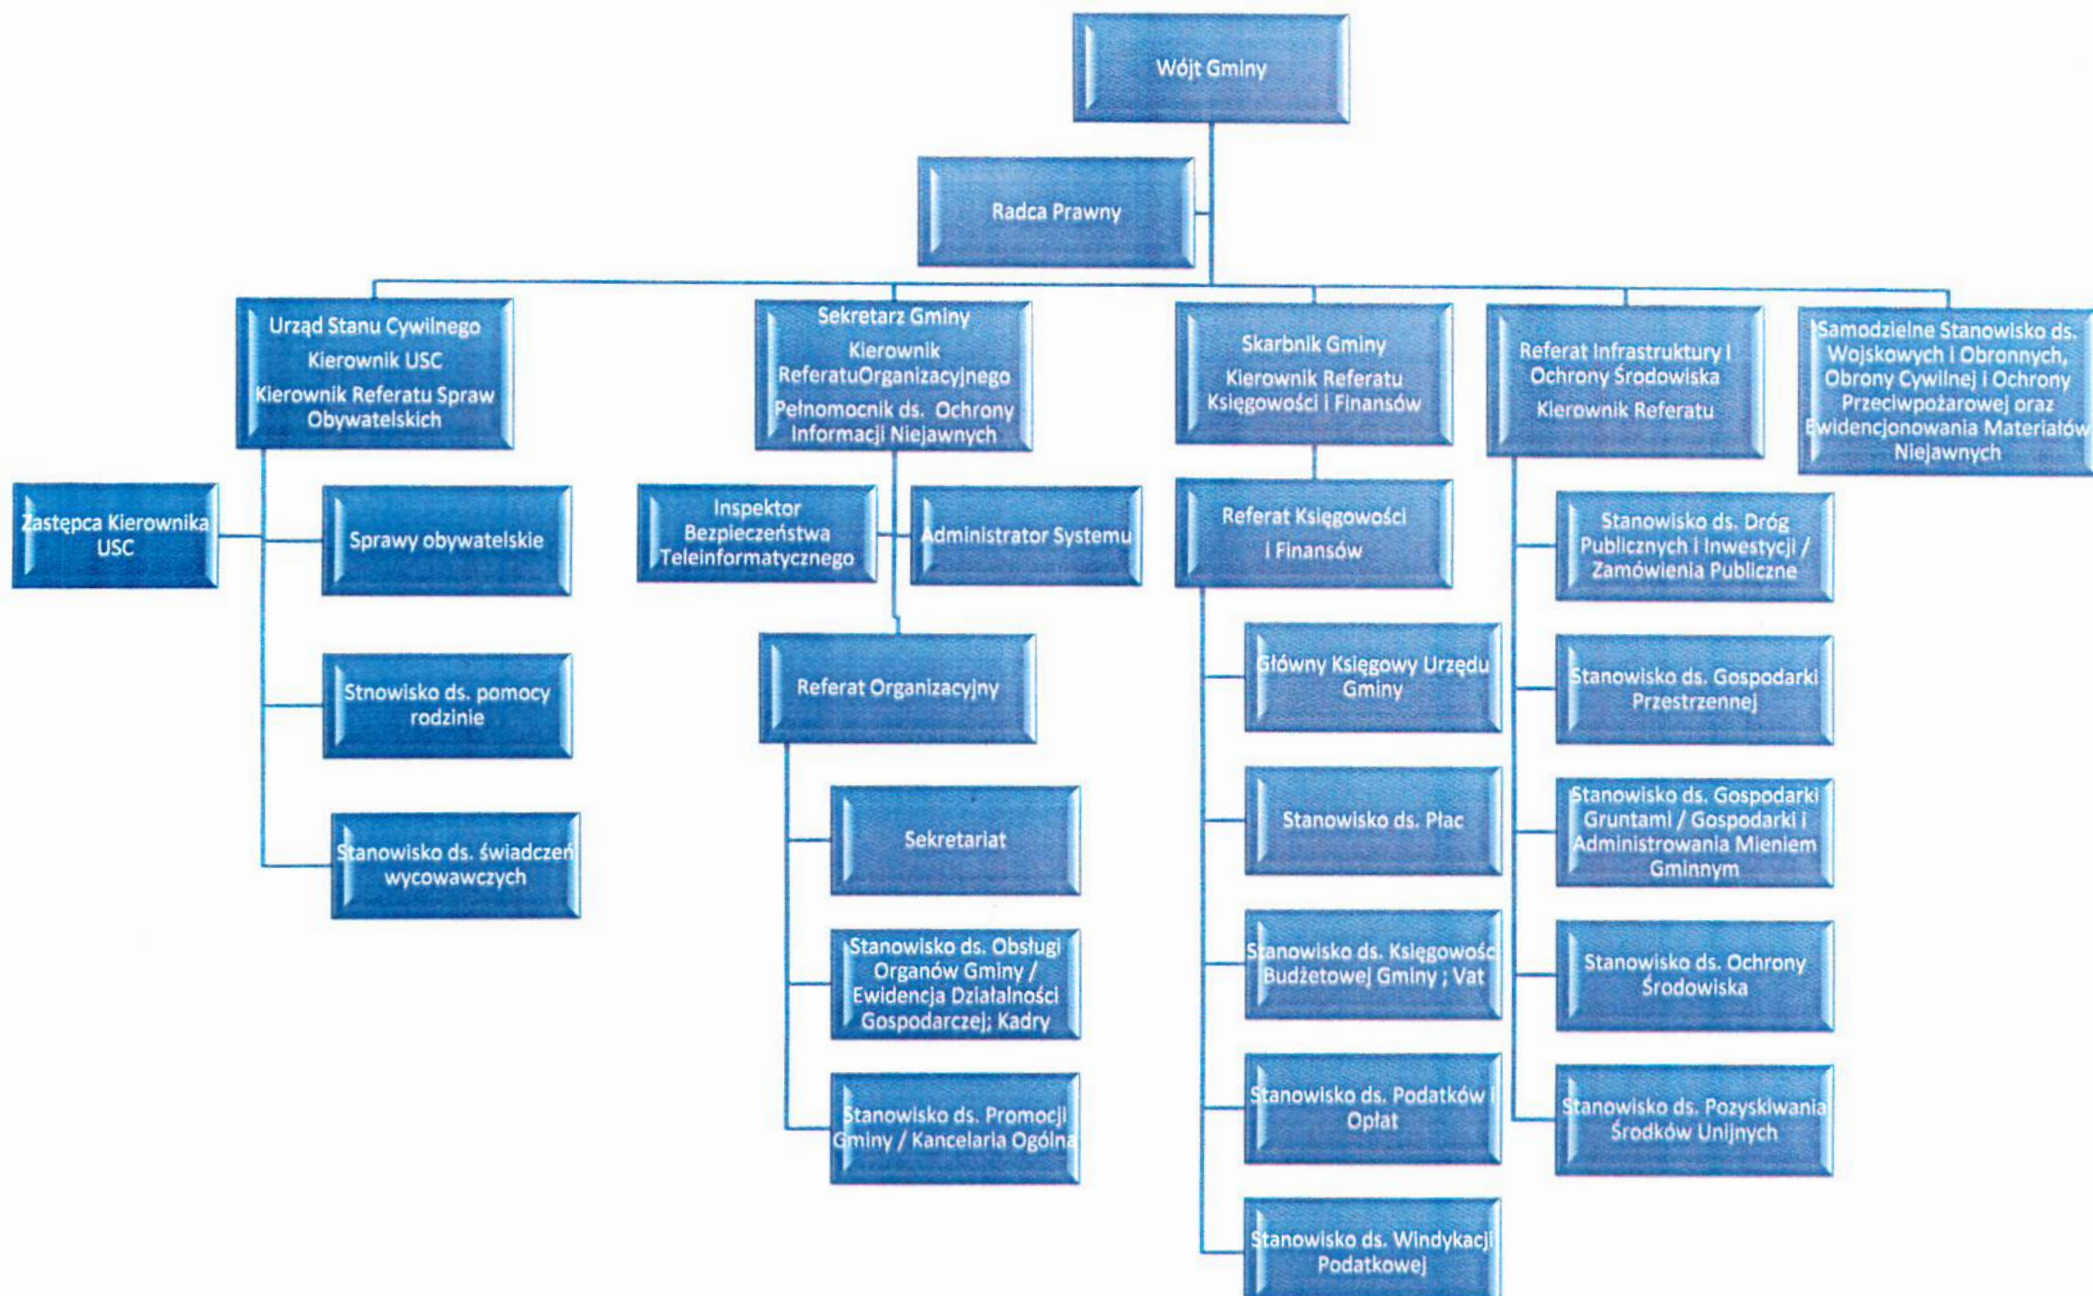 Wójt Gminy
Radca Prawny
Urząd Stanu Cywilnego
Kierownik USC
Kierownik Referatu Spraw
Obywatelskich
Sekretarz Gminy
Kierownik
ReferatuOrganizacyjnego
Pełnomocnik ds. Ochrony
Informacji Niejawnych
Skarbnik Gminy
Kierownik Referatu
Księgowości i Finansów
Referat Infrastruktury i
Ochrony Środowiska
Kierownik Referatu
Samodzielne Stanowisko ds.
Wojskowych i Obronnych,
Obrony Cywilnej i Ochrony
Przeciwpożarowej oraz
Ewidencjonowania Materiałów
Niejawnych
Zastępca Kierownika
USC
Sprawy obywatelskie
Stnowisko ds. pomocy
rodzinie
Stanowisko ds. świadczeń
wycowawczych
Inspektor
Bezpieczeństwa
Teleinformatycznego
Administrator Systemu
Referat Organizacyjny
Sekretariat
Stanowisko ds. Obsługi
Organów Gminy /
Ewidencja Działalności
Gospodarczej; Kadry
Stanowisko ds. Promocji
Gminy / Kancelaria Ogólna
Referat Księgowości
i Finansów
Główny Księgowy Urzędu
Gminy
Stanowisko ds. Płac
Stanowisko ds. Księgowośc
Budżetowej Gminy ; Vat
Stanowisko ds. Podatków i
Opłat
Stanowisko ds. Windykacji
Podatkowej
Stanowisko ds. Dróg
Publicznych i Inwestycji /
Zamówienia Publiczne
Stanowisko ds. Gospodarki
Przestrzennej
Stanowisko ds. Gospodarki
Gruntami / Gospodarki i
Administrowania Mieniem
Gminnym
Stanowisko ds. Ochrony
Środowiska
Stanowisko ds. Pozyskiwania
Środków Unijnych